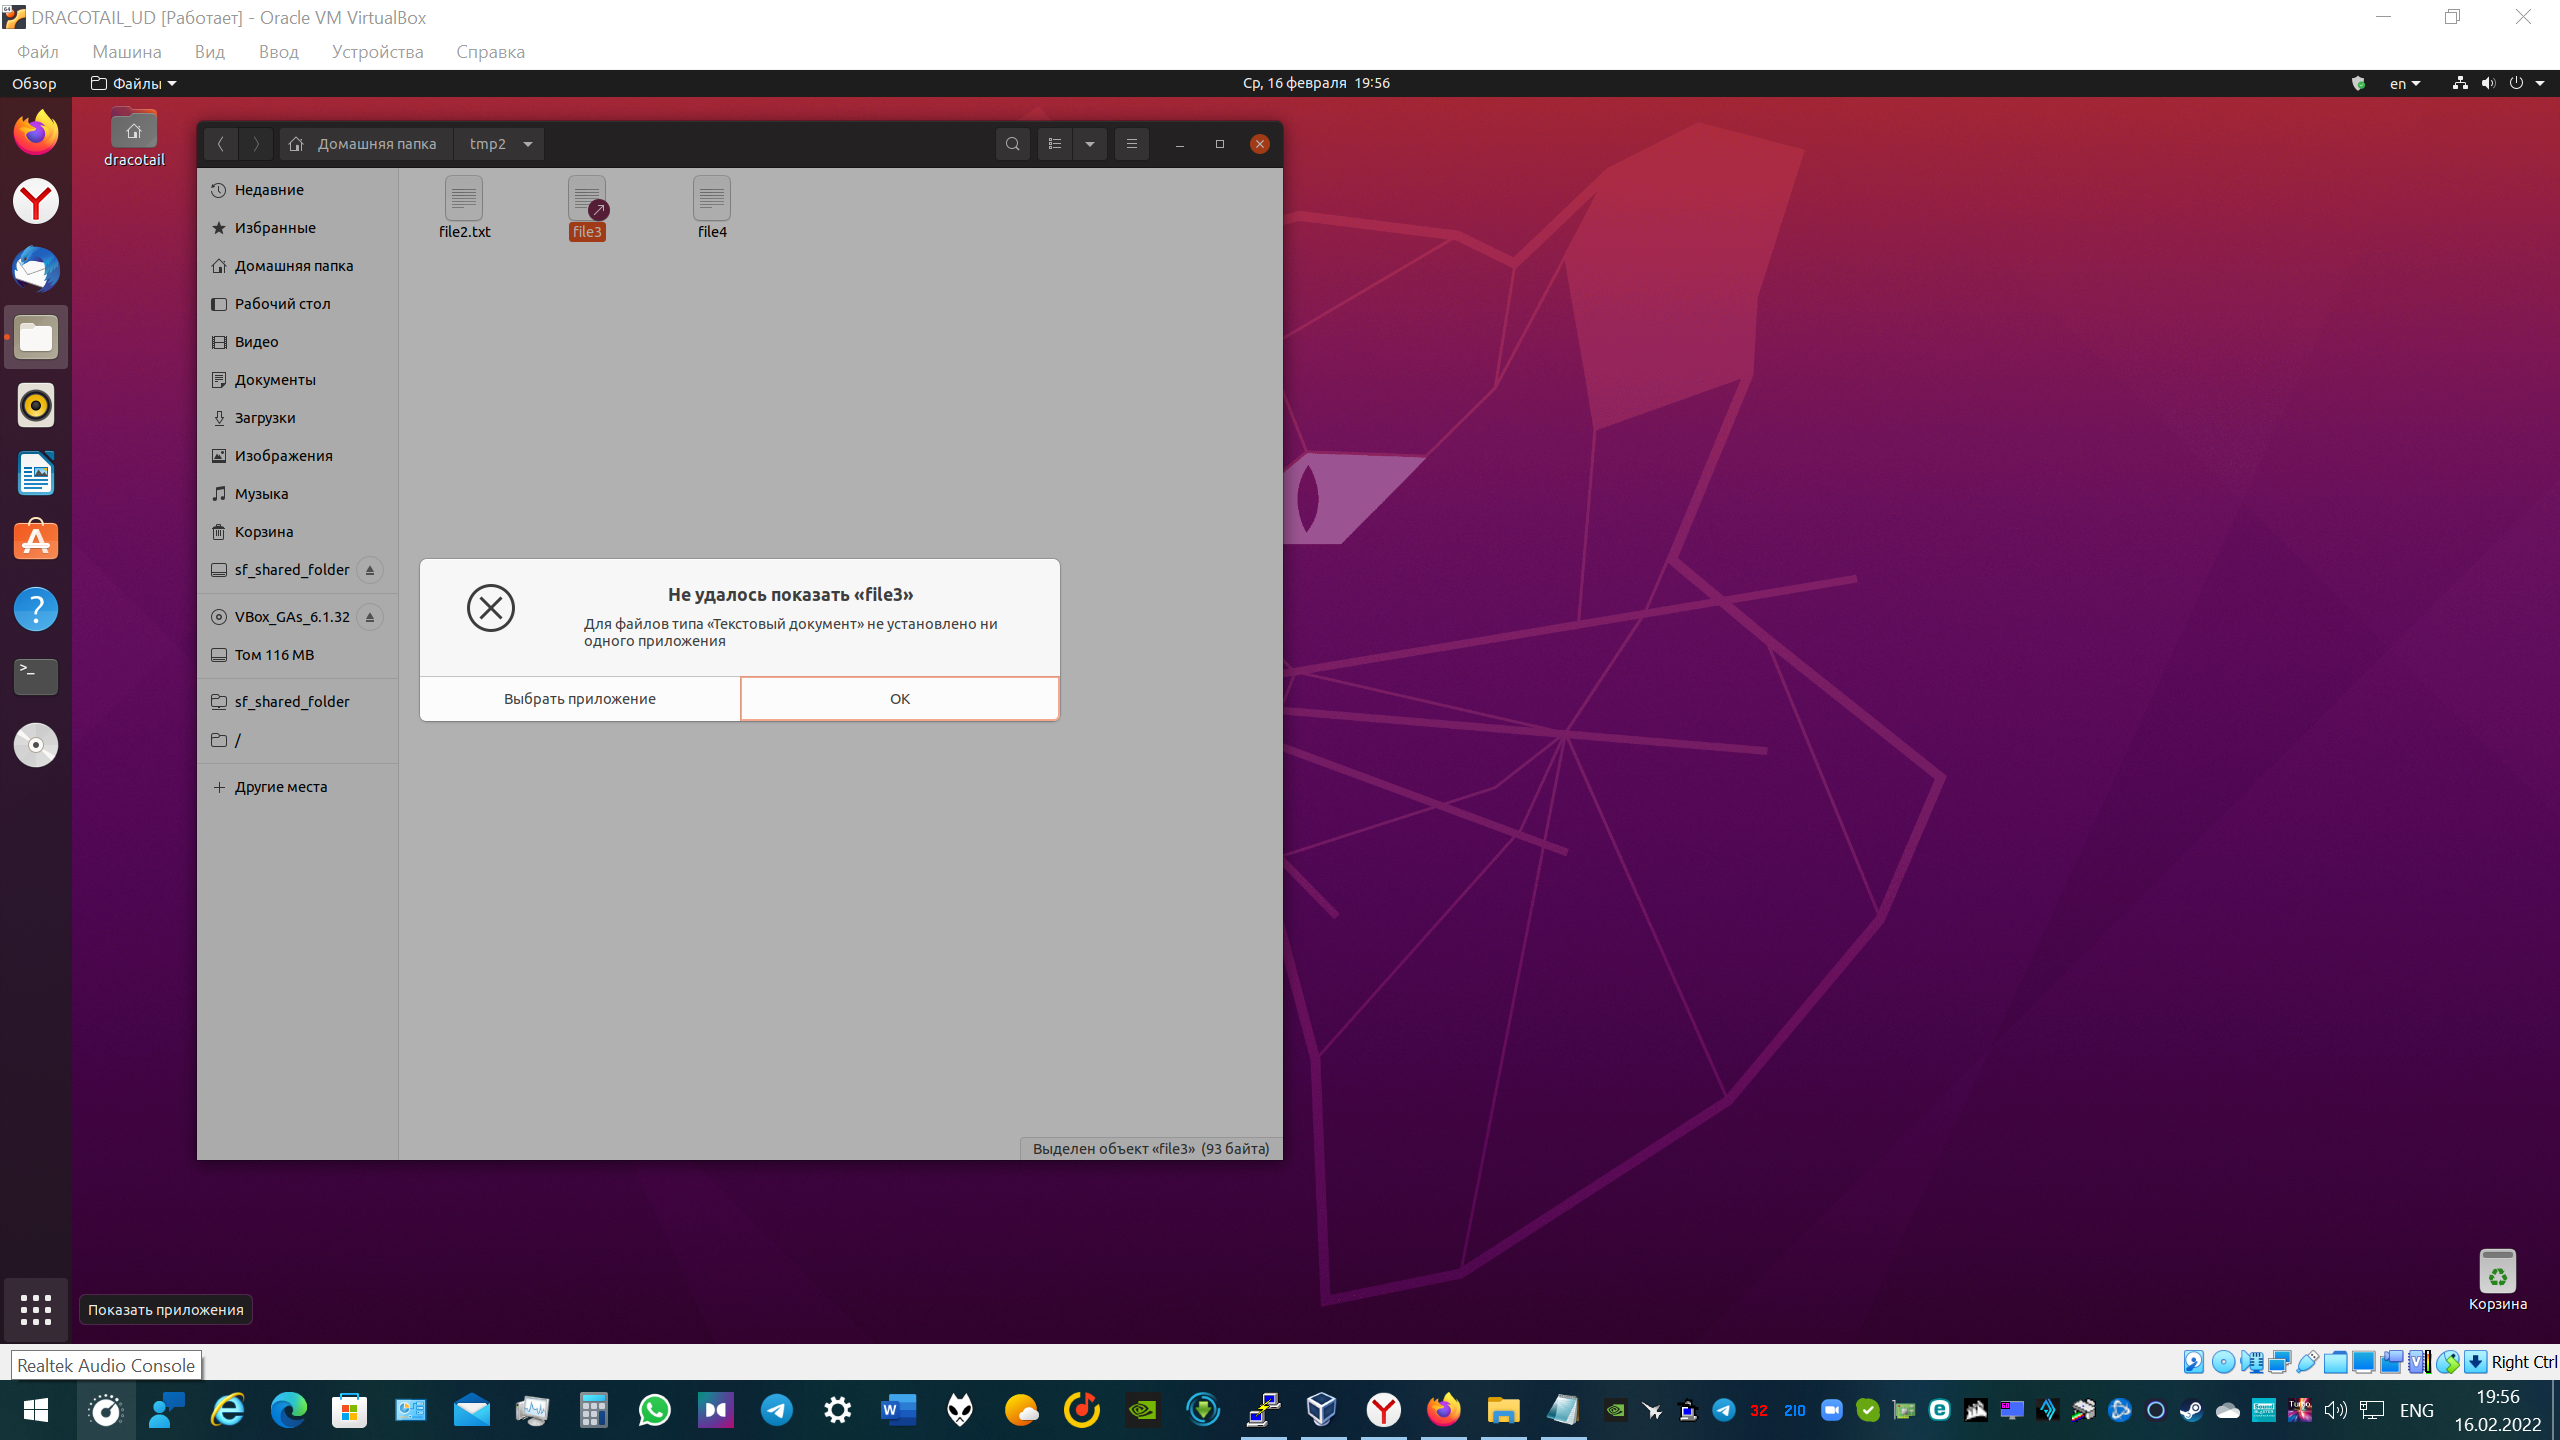 DRACOTAIL_UD [Работает] - Oracle VM VirtualBox
Файл Машина Вид Ввод Устройства Справка
Обзор Файлы Ср, 16 февраля 19:56 en
dracotail
Домашняя папка tmp2
Недавние
Избранные
Домашняя папка
Рабочий стол
Видео
Документы
Загрузки
Изображения
Музыка
Корзина
sf_shared_folder
VBox_GAs_6.1.32
Том 116 MB
sf_shared_folder
/
Другие места
file2.txt file3 file4
Не удалось показать «file3»
Для файлов типа «Текстовый документ» не установлено ни
одного приложения
Выбрать приложение OK
Выделен объект «file3» (93 байта)
Корзина
Показать приложения
Realtek Audio Console
Right Ctrl
32 210 ENG
19:56
16.02.2022